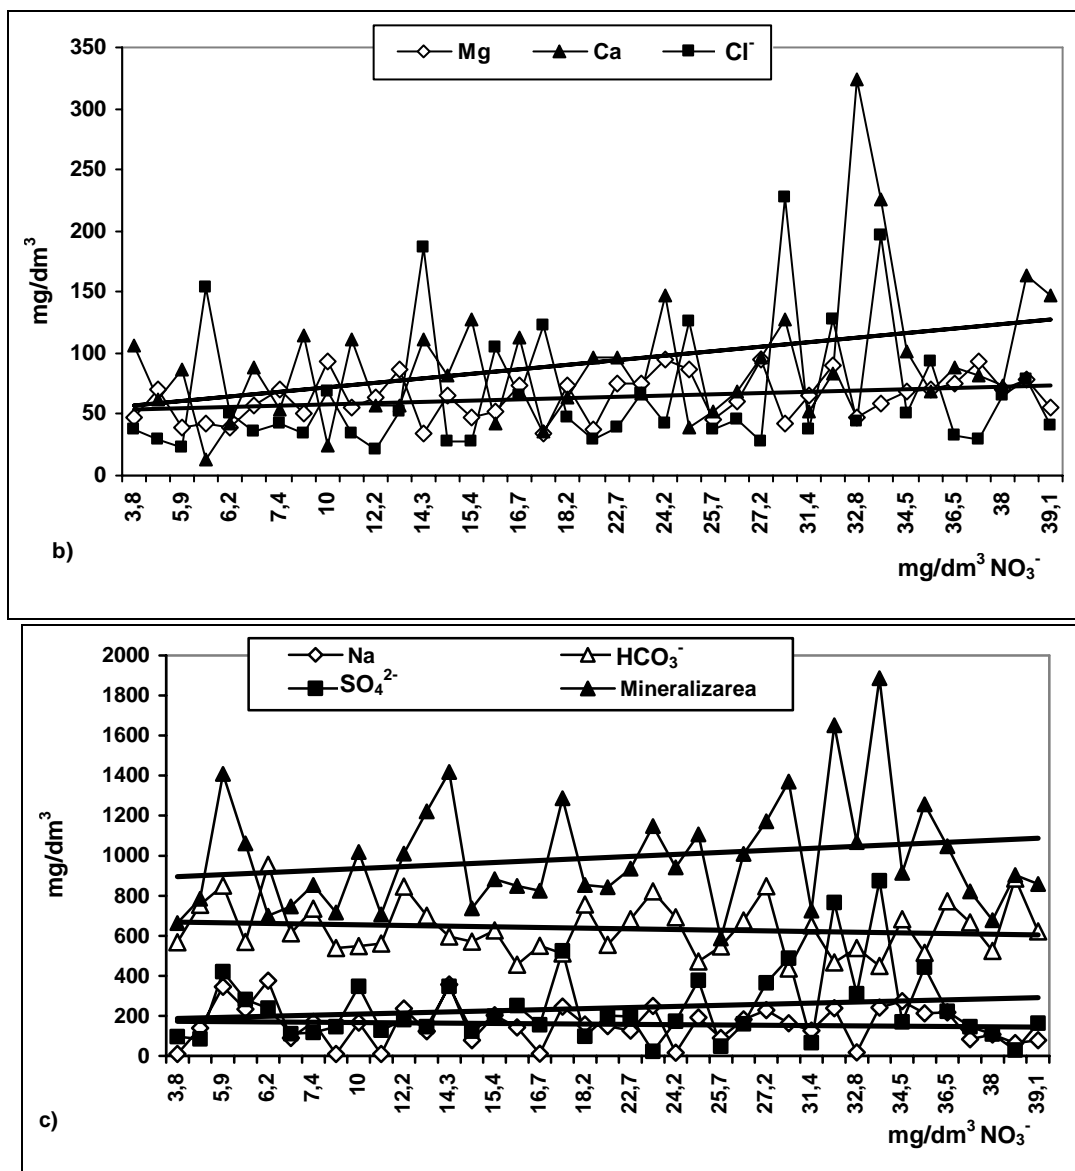 Mg Ca Cl⁻
350
300
250
200
150
100
50
0
mg/dm³
3,8 5,9 6,2 7,4 10 12,2 14,3 15,4 16,7 18,2 22,7 24,2 25,7 27,2 31,4 32,8 34,5 36,5 38 39,1
b)
mg/dm³ NO₃⁻
Na HCO₃⁻
SO₄²⁻ Mineralizarea
2000
1800
1600
1400
1200
1000
800
600
400
200
0
mg/dm³
3,8 5,9 6,2 7,4 10 12,2 14,3 15,4 16,7 18,2 22,7 24,2 25,7 27,2 31,4 32,8 34,5 36,5 38 39,1
c)
mg/dm³ NO₃⁻